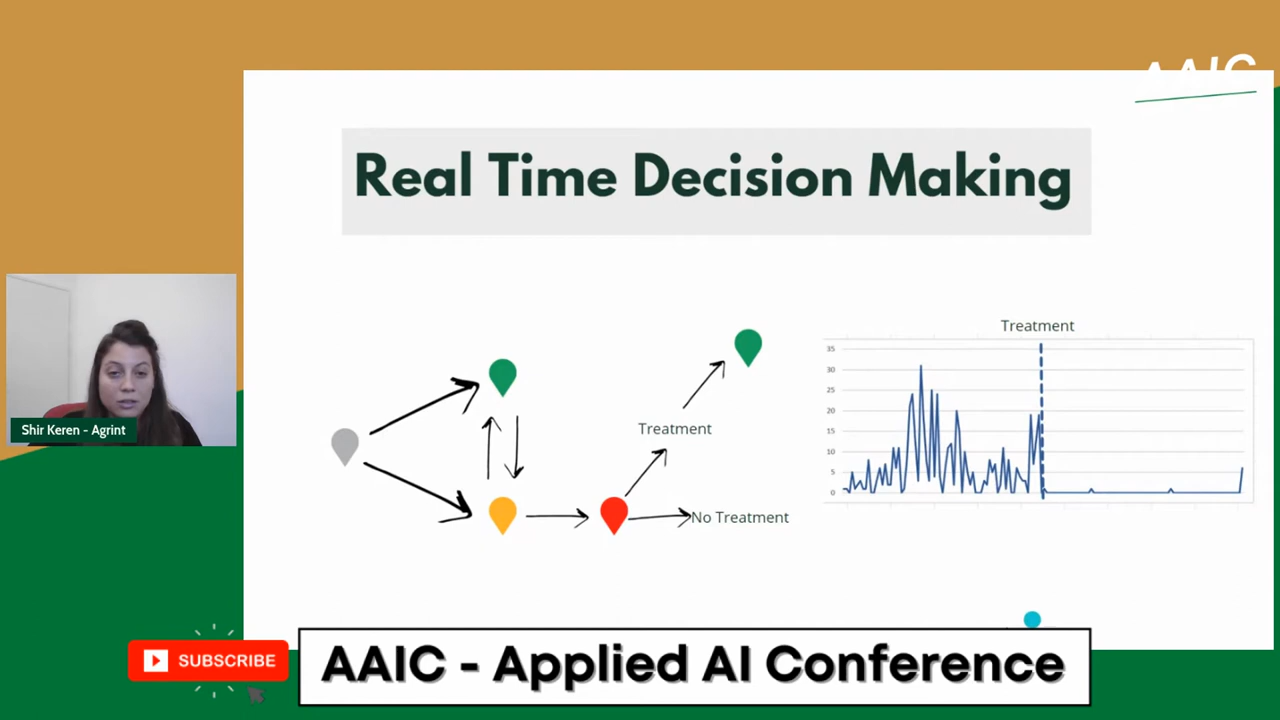 AAIC
Real Time Decision Making
Treatment
35
30
25
20
15
10
5
0
Treatment
No Treatment
Shir Keren - Agrint
SUBSCRIBE
AAIC - Applied AI Conference